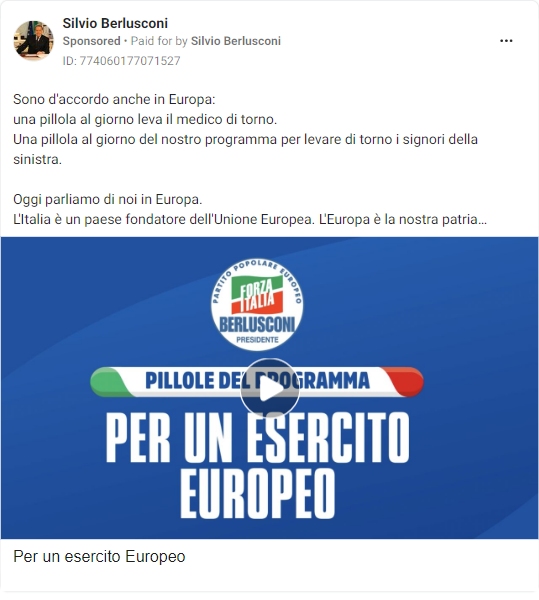 Silvio Berlusconi
Sponsored • Paid for by Silvio Berlusconi
ID: 774060177071527
Sono d'accordo anche in Europa:
una pillola al giorno leva il medico di torno.
Una pillola al giorno del nostro programma per levare di torno i signori della
sinistra.
Oggi parliamo di noi in Europa.
L'Italia è un paese fondatore dell'Unione Europea. L'Europa è la nostra patria...
PARTITO POPOLARE EUROPEO
FORZA
ITALIA
BERLUSCONI
PRESIDENTE
PILLOLE DEL PROGRAMMA
PER UN ESERCITO
EUROPEO
Per un esercito Europeo